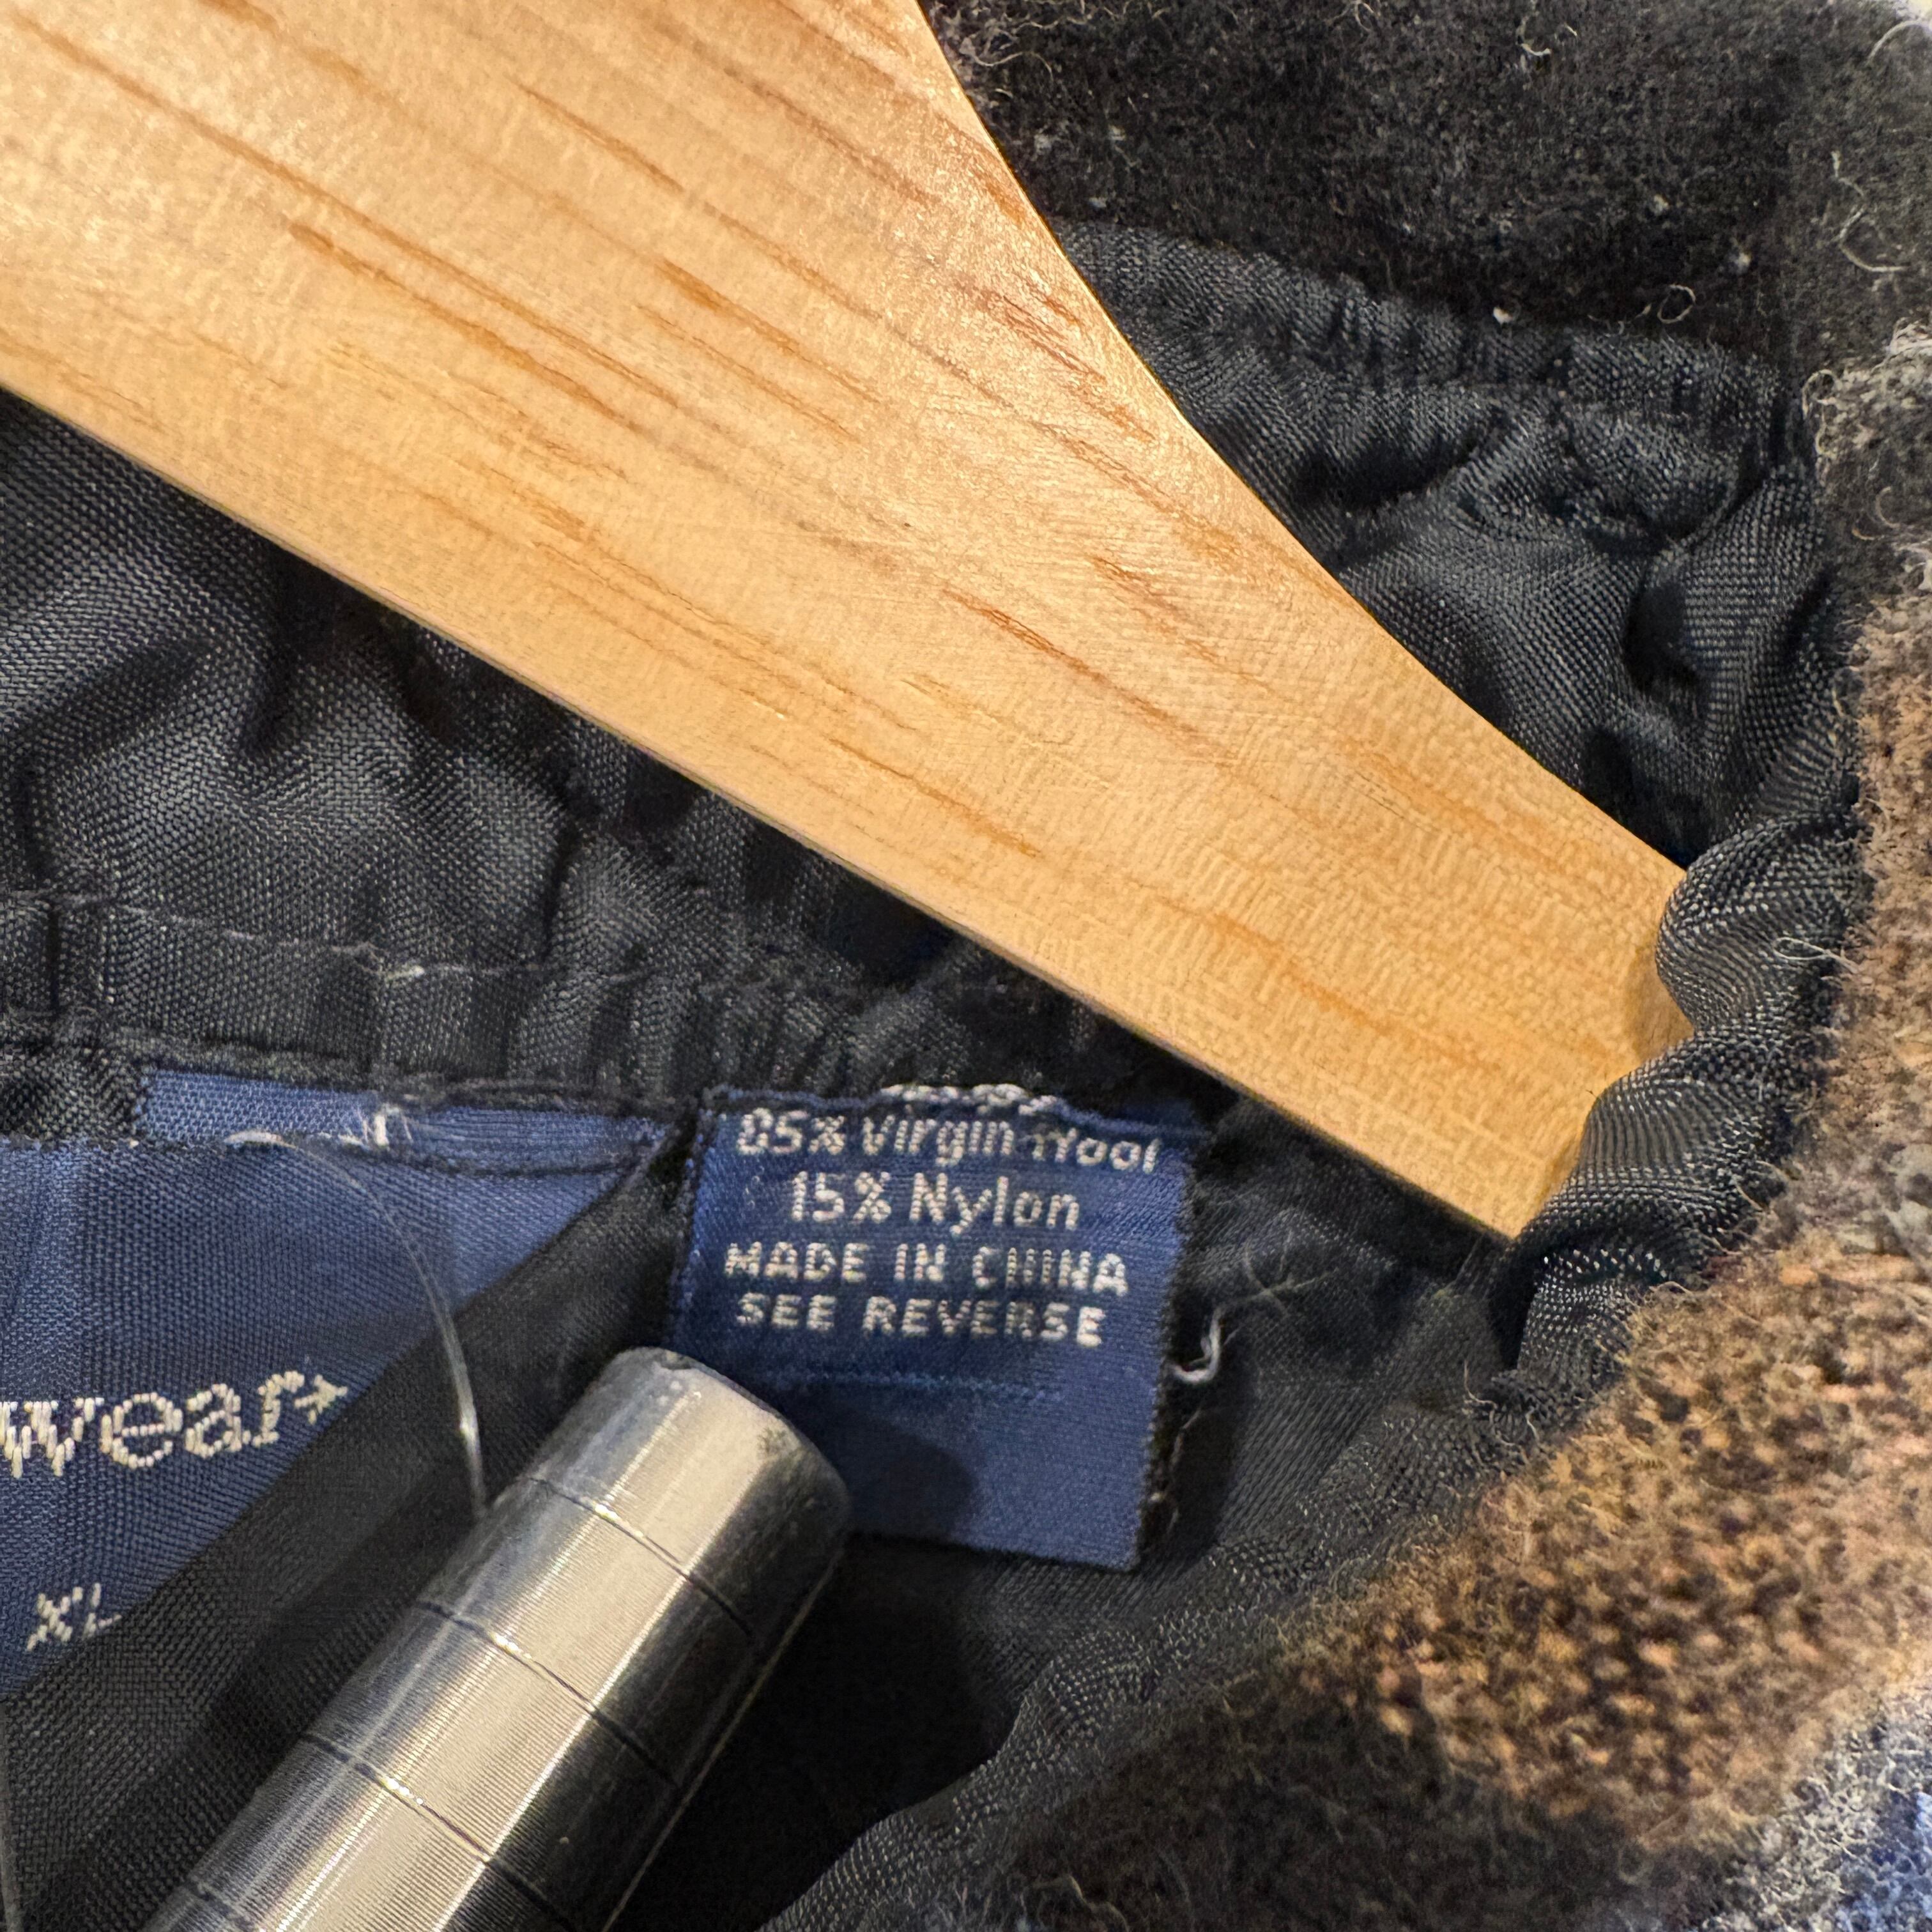 85% Virgin Wool
15% Nylon
MADE IN CHINA
SEE REVERSE
wear
XL